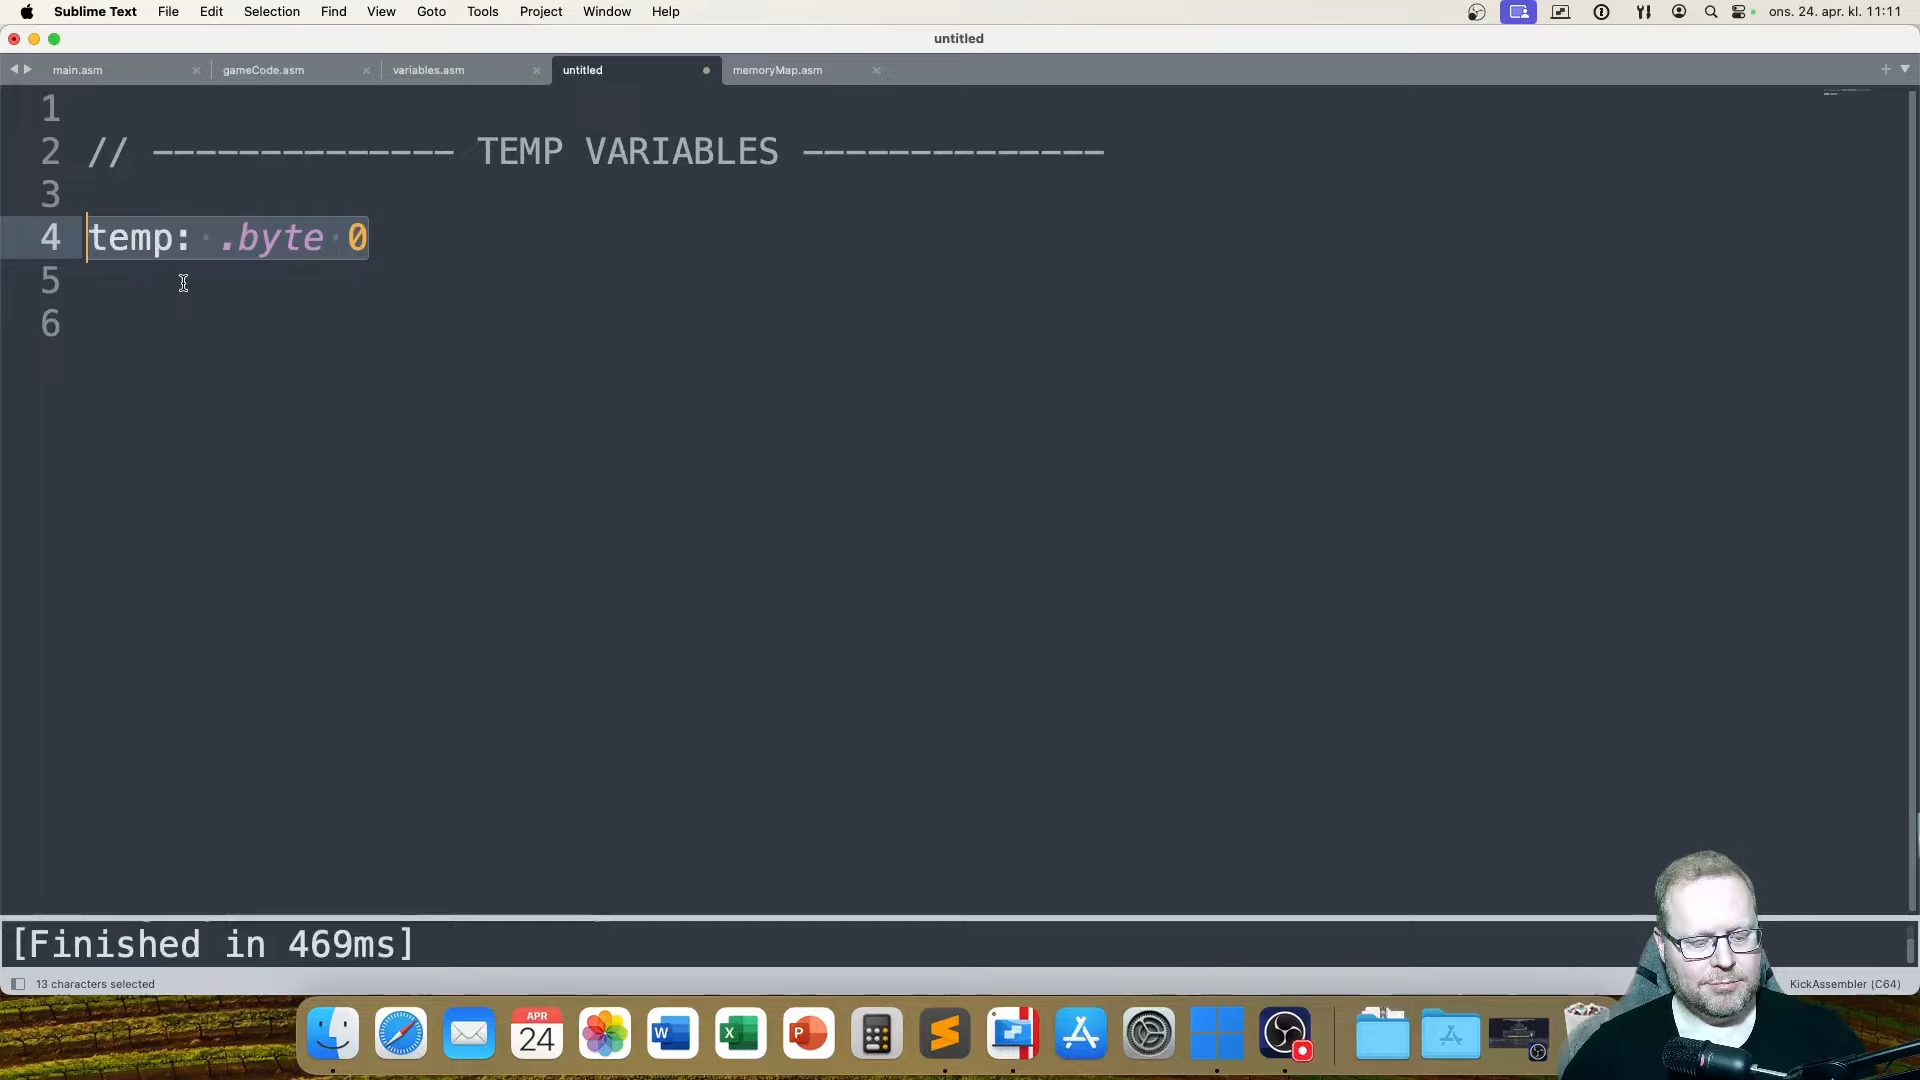 Sublime Text File Edit Selection Find View Goto Tools Project Window Help ons. 24. apr. kl. 11:11
untitled
main.asm gameCode.asm variables.asm untitled memoryMap.asm
1
2 // -------------- TEMP VARIABLES --------------
3
4 temp: .byte 0
5
6
[Finished in 469ms]
13 characters selected KickAssembler (C64)
APR
24
W
X
P